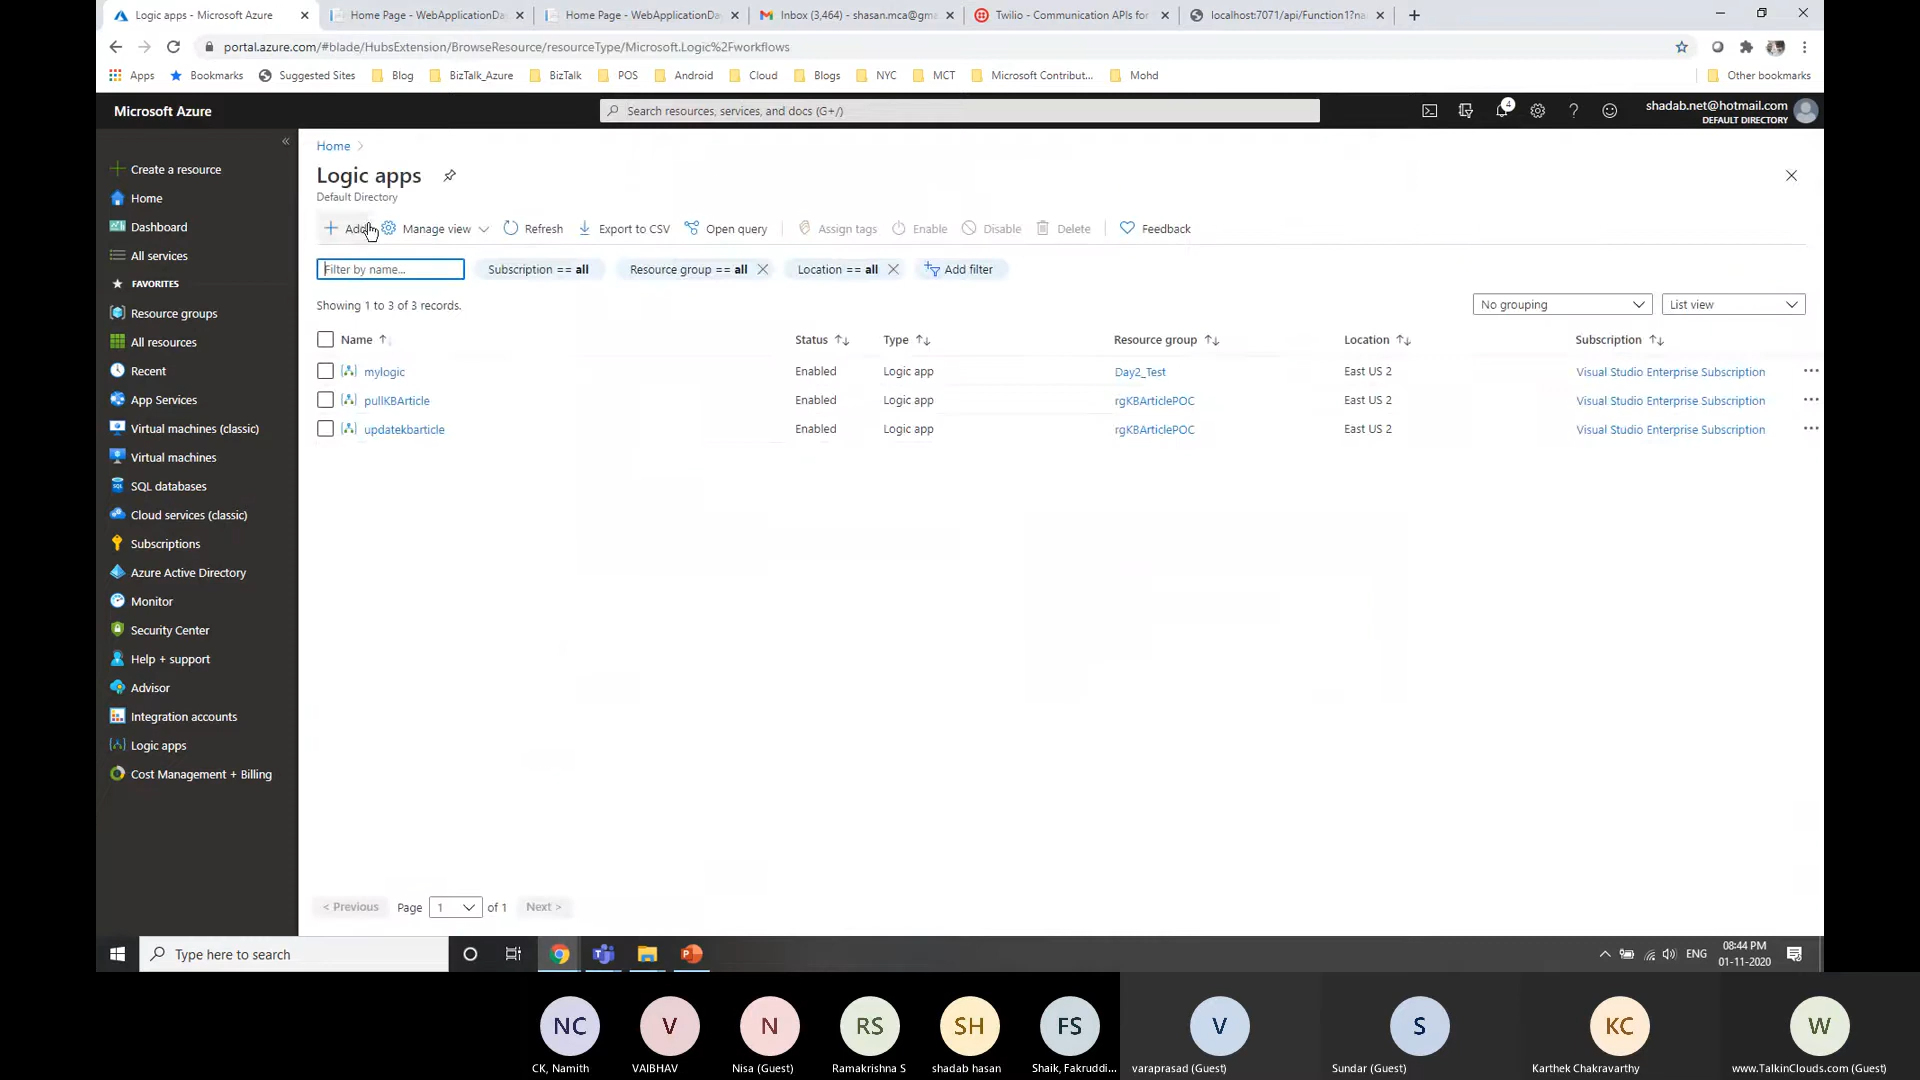 Logic apps - Microsoft Azure
Home Page - WebApplicationDa
Home Page - WebApplicationDa
Inbox (3,464) - shasan.mca@gm
Twilio - Communication APIs for
localhost:7071/api/Function1?na
portal.azure.com/#blade/HubsExtension/BrowseResource/resourceType/Microsoft.Logic%2Fworkflows
Apps
Bookmarks
Suggested Sites
Blog
BizTalk_Azure
BizTalk
POS
Android
Cloud
Blogs
NYC
MCT
Microsoft Contribut...
Mohd
Other bookmarks
Microsoft Azure
Search resources, services, and docs (G+/)
4
shadab.net@hotmail.com
DEFAULT DIRECTORY
Create a resource
Home
Dashboard
All services
FAVORITES
Resource groups
All resources
Recent
App Services
Virtual machines (classic)
Virtual machines
SQL databases
Cloud services (classic)
Subscriptions
Azure Active Directory
Monitor
Security Center
Help + support
Advisor
Integration accounts
Logic apps
Cost Management + Billing
Home >
Logic apps
Default Directory
Add
Manage view
Refresh
Export to CSV
Open query
Assign tags
Enable
Disable
Delete
Feedback
Filter by name...
Subscription == all
Resource group == all
Location == all
Add filter
Showing 1 to 3 of 3 records.
No grouping
List view
Name Status Type Resource group Location Subscription
mylogic Enabled Logic app Day2_Test East US 2 Visual Studio Enterprise Subscription
pullKBArticle Enabled Logic app rgKBArticlePOC East US 2 Visual Studio Enterprise Subscription
updatekbarticle Enabled Logic app rgKBArticlePOC East US 2 Visual Studio Enterprise Subscription
< Previous Page 1 of 1 Next >
Type here to search
ENG
08:44 PM
01-11-2020
NC
V
N
RS
SH
FS
V
S
KC
W
CK, Namith
VAIBHAV
Nisa (Guest)
Ramakrishna S
shadab hasan
Shaik, Fakruddi...
varaprasad (Guest)
Sundar (Guest)
Karthek Chakravarthy
www.TalkinClouds.com (Guest)